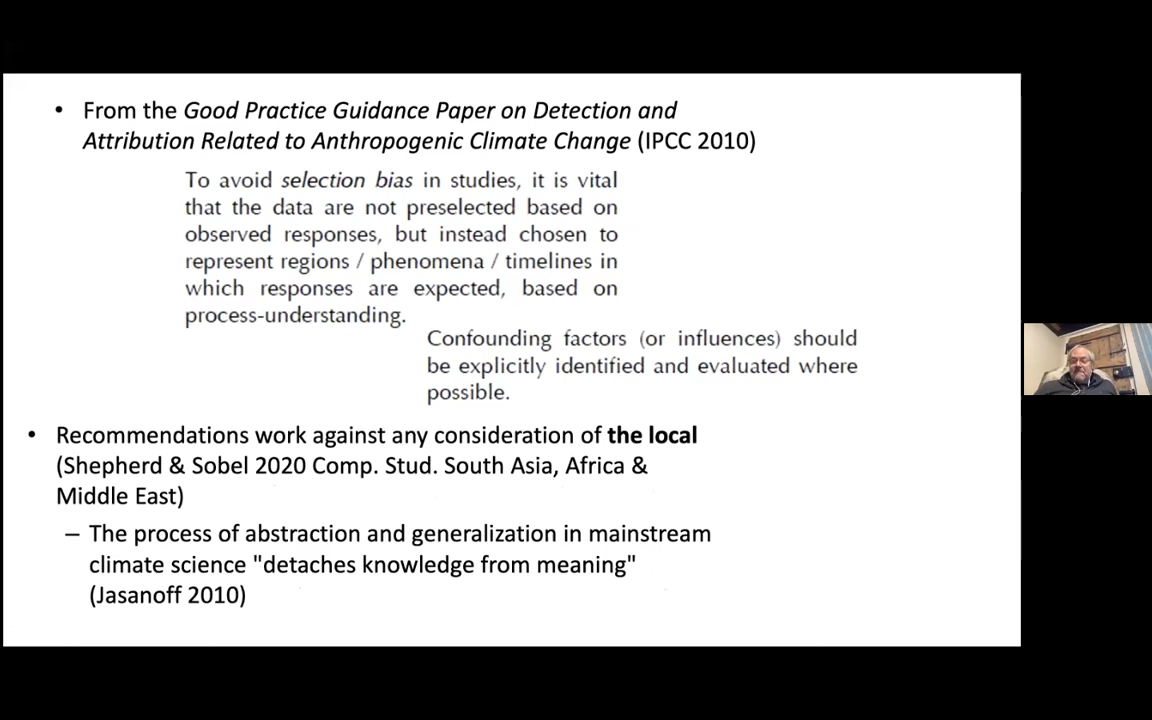 • From the Good Practice Guidance Paper on Detection and
Attribution Related to Anthropogenic Climate Change (IPCC 2010)
To avoid selection bias in studies, it is vital
that the data are not preselected based on
observed responses, but instead chosen to
represent regions / phenomena / timelines in
which responses are expected, based on
process-understanding.
Confounding factors (or influences) should
be explicitly identified and evaluated where
possible.
• Recommendations work against any consideration of the local
(Shepherd & Sobel 2020 Comp. Stud. South Asia, Africa &
Middle East)
– The process of abstraction and generalization in mainstream
climate science "detaches knowledge from meaning"
(Jasanoff 2010)